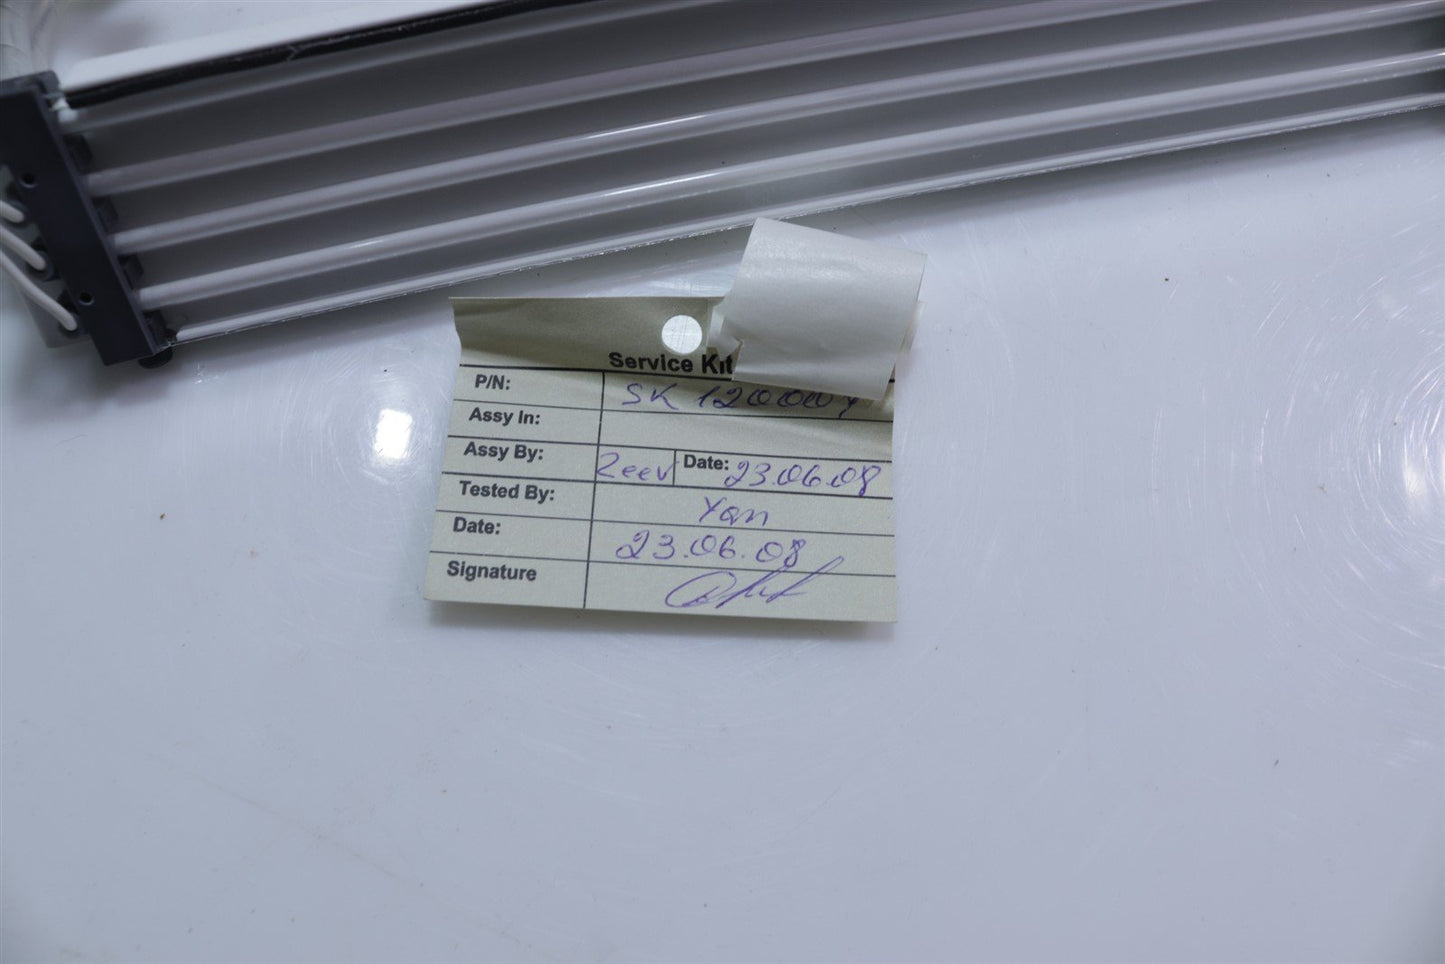 Service Kit
P/N: SK
Assy In:
Assy By: Zeev Date: 23.06.08
Tested By: Yan
Date: 23.06.08
Signature